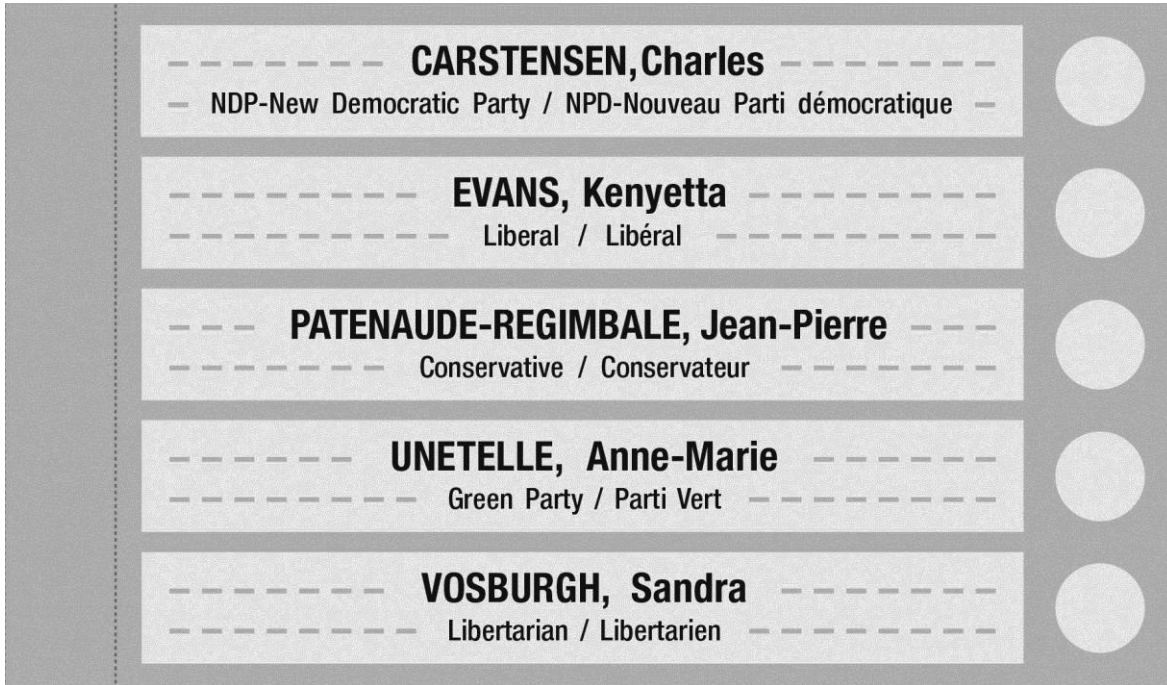 CARSTENSEN, Charles
NDP-New Democratic Party / NPD-Nouveau Parti démocratique
EVANS, Kenyetta
Liberal / Libéral
PATENAUDE-REGIMBALE, Jean-Pierre
Conservative / Conservateur
UNETELLE, Anne-Marie
Green Party / Parti Vert
VOSBURGH, Sandra
Libertarian / Libertarien